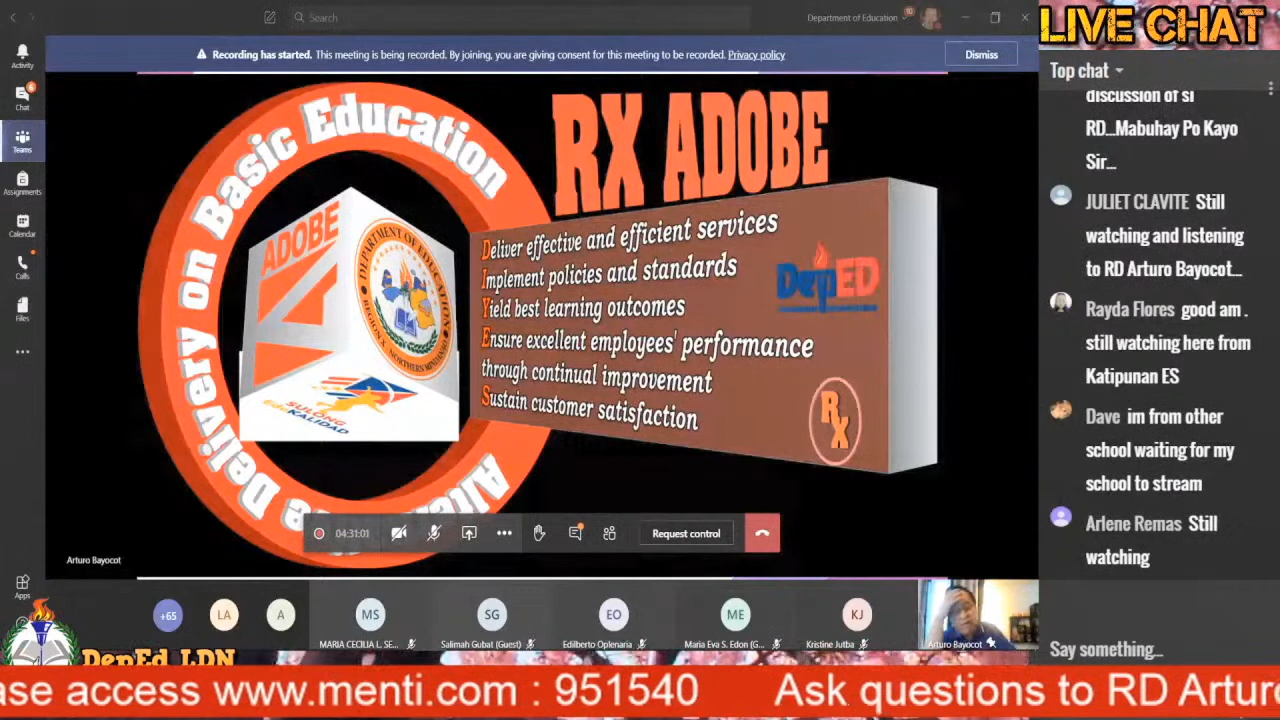 Search
Department of Education
LIVE CHAT
Recording has started. This meeting is being recorded. By joining, you are giving consent for this meeting to be recorded. Privacy policy
Dismiss
Activity
Chat
Teams
Assignments
Calendar
Calls
Files
Apps
Basic Education
Delivery on
RX ADOBE
ADOBE
DEPARTMENT OF EDUCATION
REGION X NORTHERN MINDANAO
SULONG
EduKALIDAD
Deliver effective and efficient services
Implement policies and standards
Yield best learning outcomes
Ensure excellent employees' performance
through continual improvement
Sustain customer satisfaction
DepED
RX
04:31:01
Request control
Arturo Bayocot
+65
LA
A
MS
SG
EO
ME
KJ
MARIA CECILIA L. SE...
Salimah Gubat (Guest)
Edilberto Oplenaria
Maria Eva S. Edon (G...
Kristine Jutba
Arturo Bayocot
Top chat
discussion of si
RD...Mabuhay Po Kayo
Sir...
JULIET CLAVITE Still
watching and listening
to RD Arturo Bayocot...
Rayda Flores good am .
still watching here from
Katipunan ES
Dave im from other
school waiting for my
school to stream
Arlene Remas Still
watching
Say something...
DepEd LDN
ase access www.menti.com : 951540 Ask questions to RD Arturo